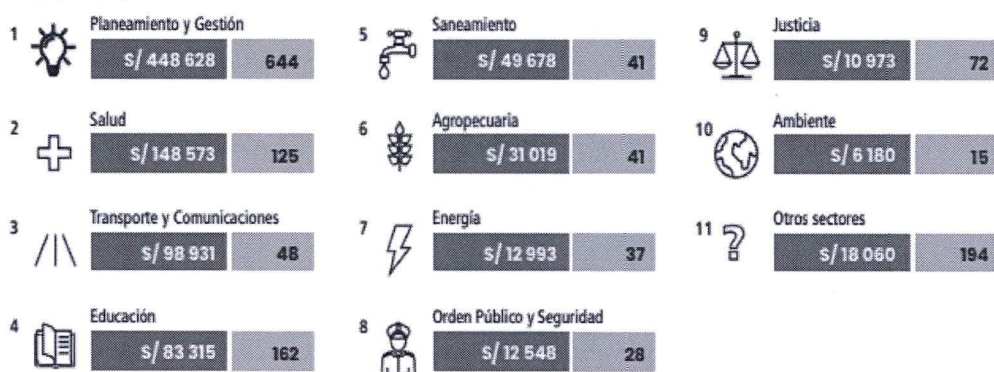 1
Planeamiento y Gestión
S/ 448 628 644
2
Salud
S/ 148 573 125
3
Transporte y Comunicaciones
S/ 98 931 48
4
Educación
S/ 83 315 162
5
Saneamiento
S/ 49 678 41
6
Agropecuaria
S/ 31 019 41
7
Energía
S/ 12 993 37
8
Orden Público y Seguridad
S/ 12 548 28
9
Justicia
S/ 10 973 72
10
Ambiente
S/ 6 180 15
11
Otros sectores
S/ 18 060 194